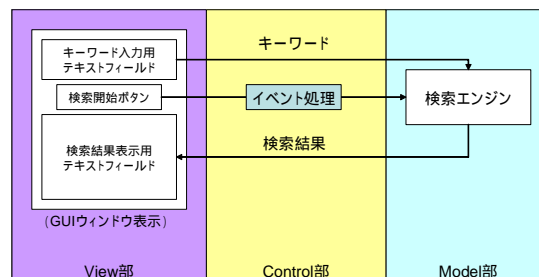 キーワード入力用
テキストフィールド
キーワード
検索開始ボタン
イベント処理
検索エンジン
検索結果表示用
テキストフィールド
検索結果
(GUIウィンドウ表示)
View部
Control部
Model部